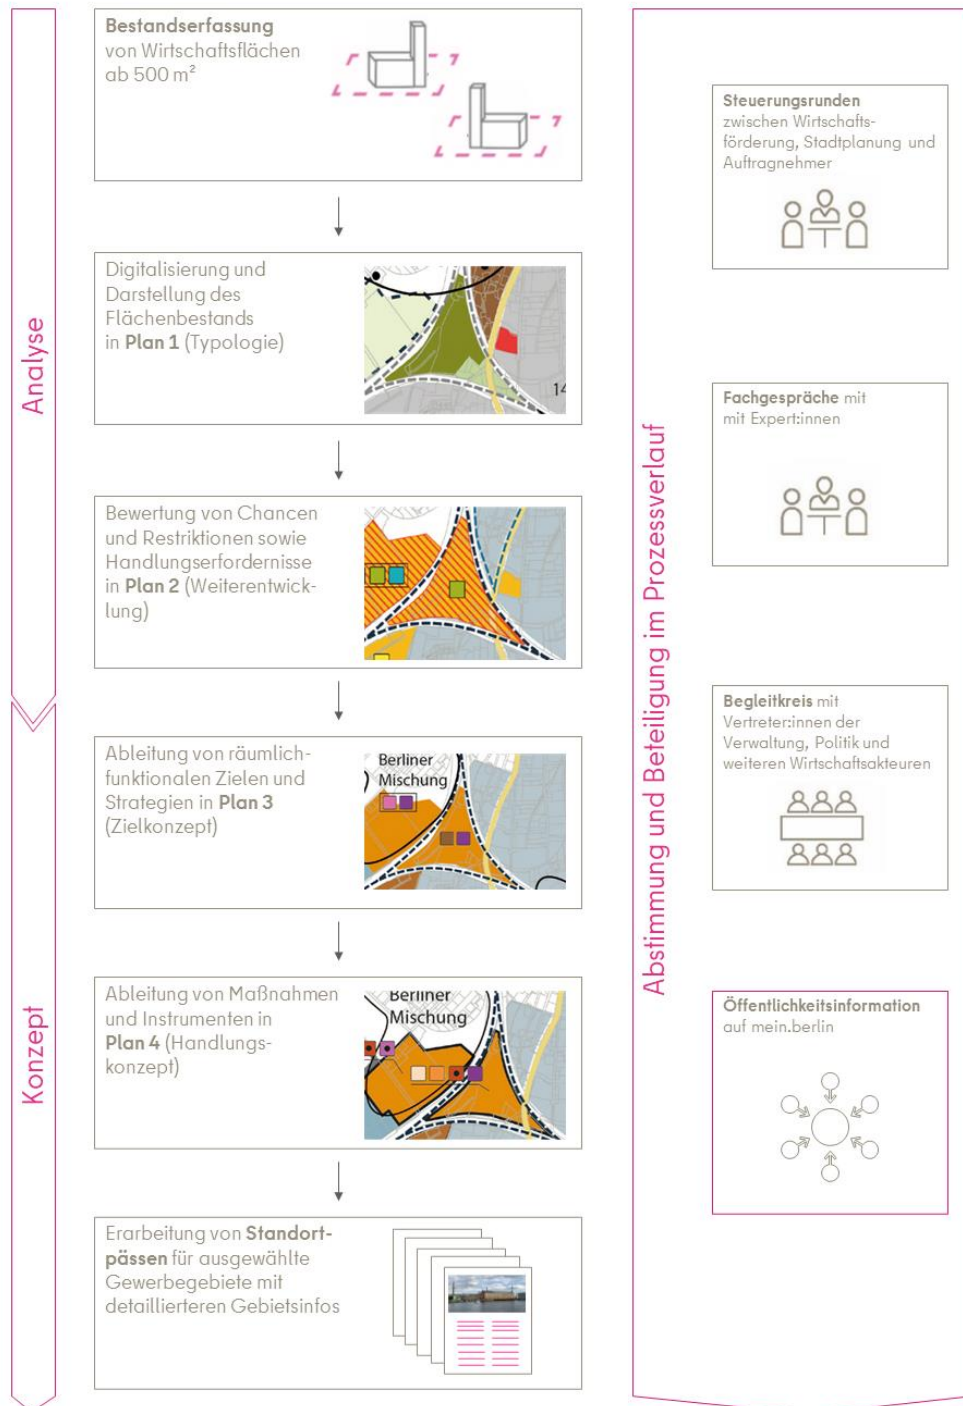 Analyse
Bestandserfassung
von Wirtschaftsflächen
ab 500 m²
Digitalisierung und
Darstellung des
Flächenbestands
in Plan 1 (Typologie)
14
Bewertung von Chancen
und Restriktionen sowie
Handlungserfordernisse
in Plan 2 (Weiterentwick-
lung)
Konzept
Ableitung von räumlich-
funktionalen Zielen und
Strategien in Plan 3
(Zielkonzept)
Berliner
Mischung
Ableitung von Maßnahmen
und Instrumenten in
Plan 4 (Handlungs-
konzept)
Berliner
Mischung
Erarbeitung von Standort-
pässen für ausgewählte
Gewerbegebiete mit
detaillierteren Gebietsinfos
Abstimmung und Beteiligung im Prozessverlauf
Steuerungsrunden
zwischen Wirtschafts-
förderung, Stadtplanung und
Auftragnehmer
Fachgespräche mit
mit Expert:innen
Begleitkreis mit
Vertreter:innen der
Verwaltung, Politik und
weiteren Wirtschaftsakteuren
Öffentlichkeitsinformation
auf mein.berlin